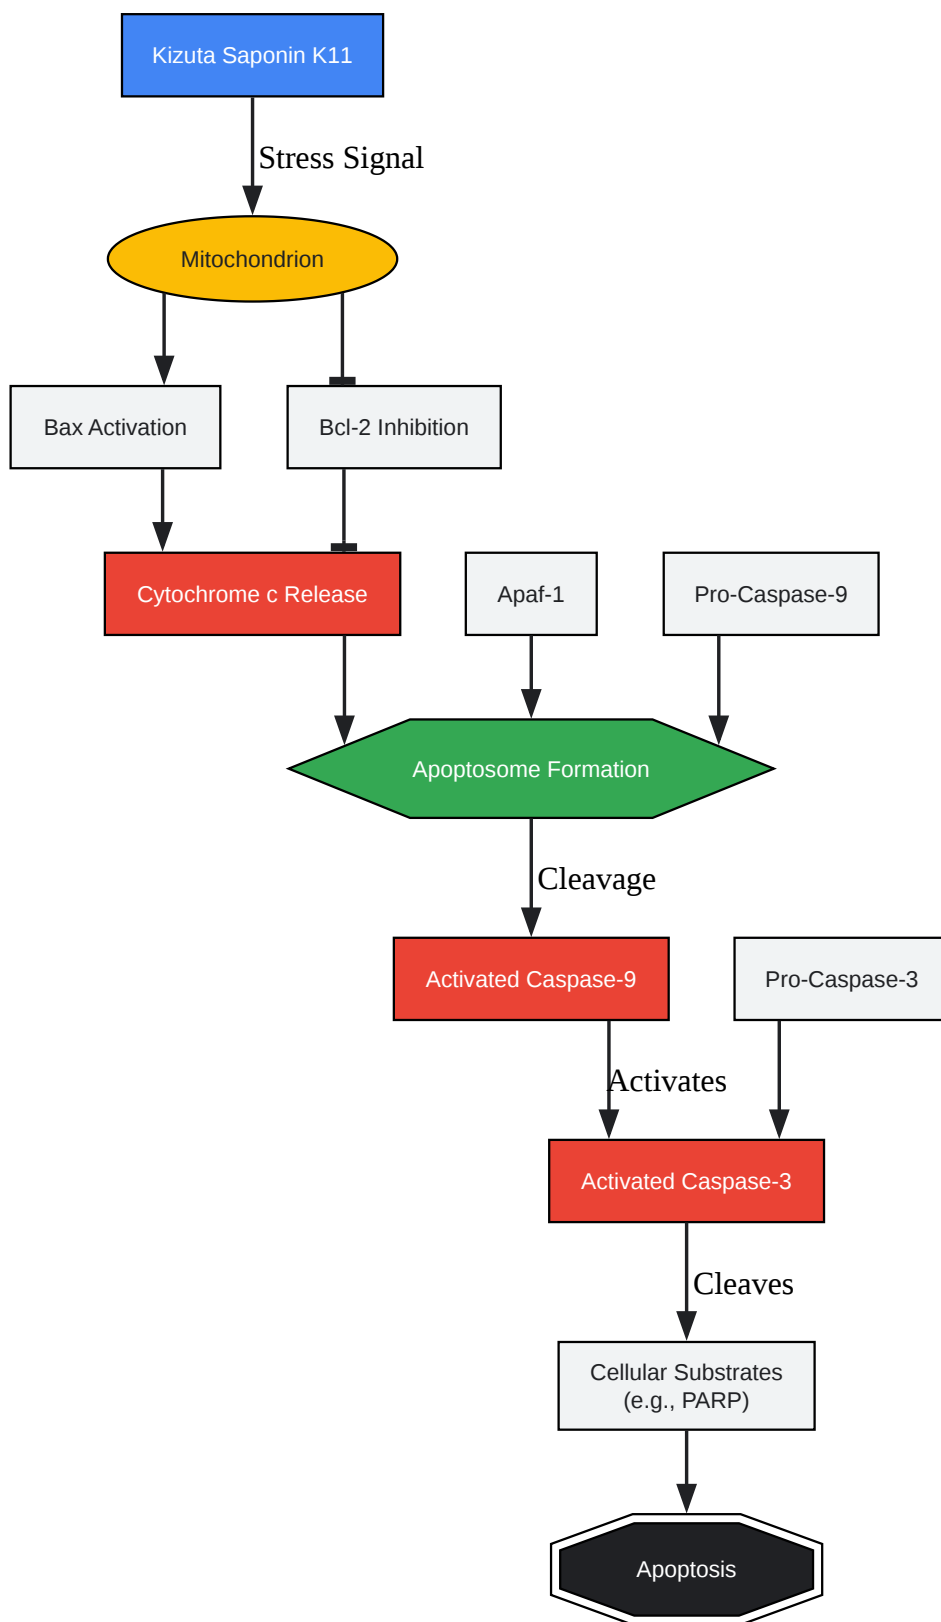 Kizuta Saponin K11
Stress Signal
Mitochondrion
Bax Activation
Bcl-2 Inhibition
Cytochrome c Release
Apaf-1
Pro-Caspase-9
Apoptosome Formation
Cleavage
Activated Caspase-9
Pro-Caspase-3
Activates
Activated Caspase-3
Cleaves
Cellular Substrates
(e.g., PARP)
Apoptosis